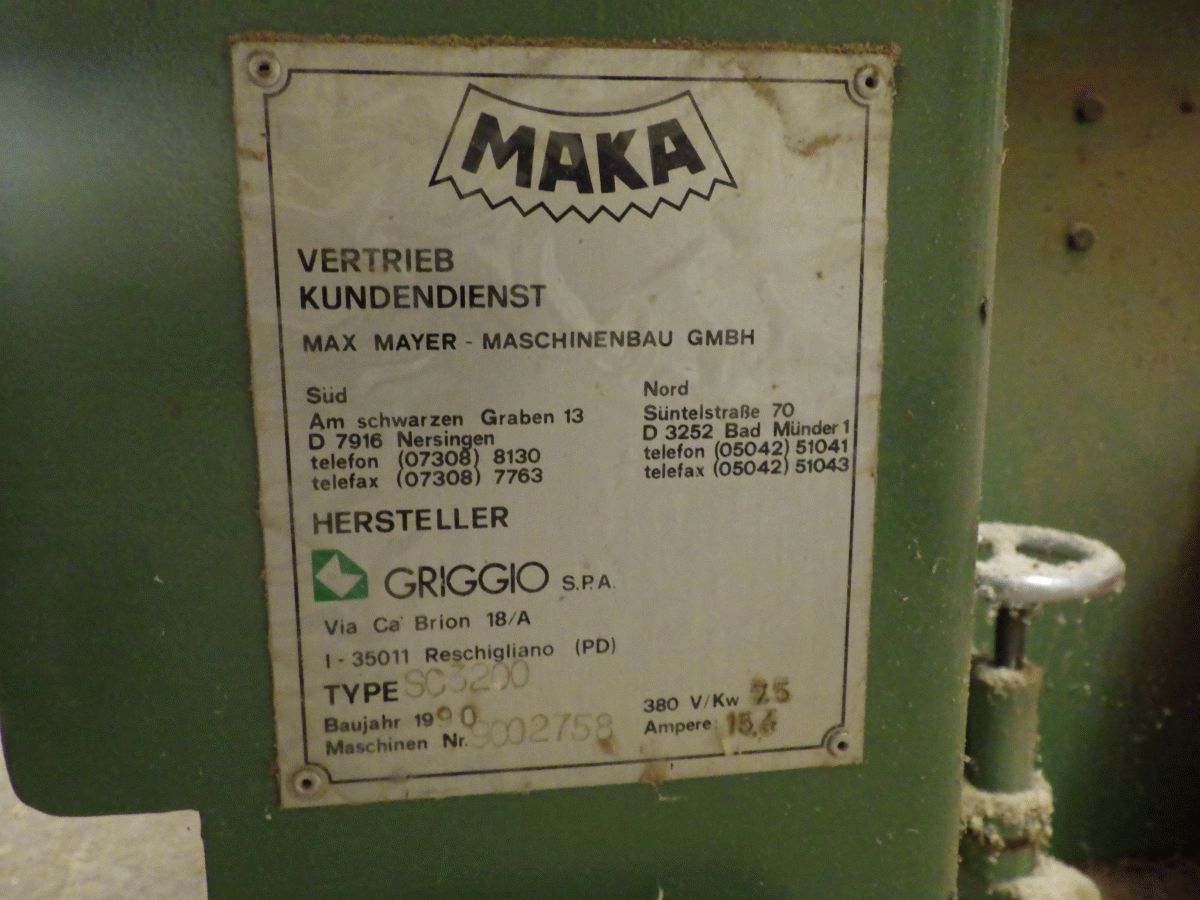 MAKA
VERTRIEB
KUNDENDIENST
MAX MAYER - MASCHINENBAU GMBH
Süd
Am schwarzen Graben 13
D 7916 Nersingen
telefon (07308) 8130
telefax (07308) 7763
Nord
Süntelstraße 70
D 3252 Bad Münder 1
telefon (05042) 51041
telefax (05042) 51043
HERSTELLER
GRIGGIO S.P.A.
Via Ca' Brion 18/A
I - 35011 Reschigliano (PD)
TYPE SC3200
Baujahr 1990
Maschinen Nr. 9002758
380 V/Kw 7.5
Ampere: 15,4